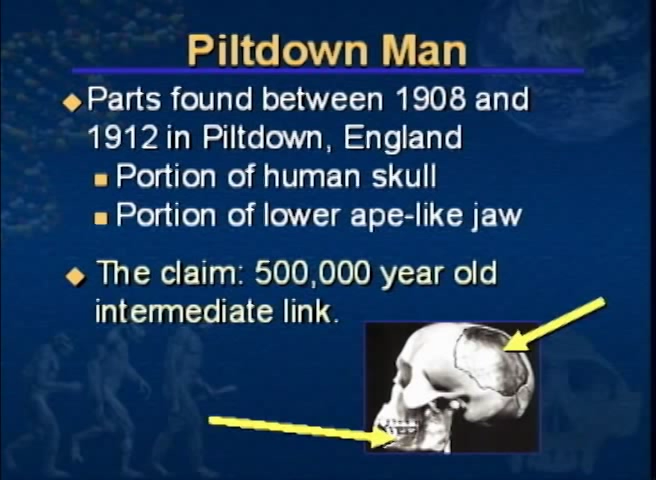 Piltdown Man
Parts found between 1908 and
1912 in Piltdown, England
Portion of human skull
Portion of lower ape-like jaw
The claim: 500,000 year old
intermediate link.